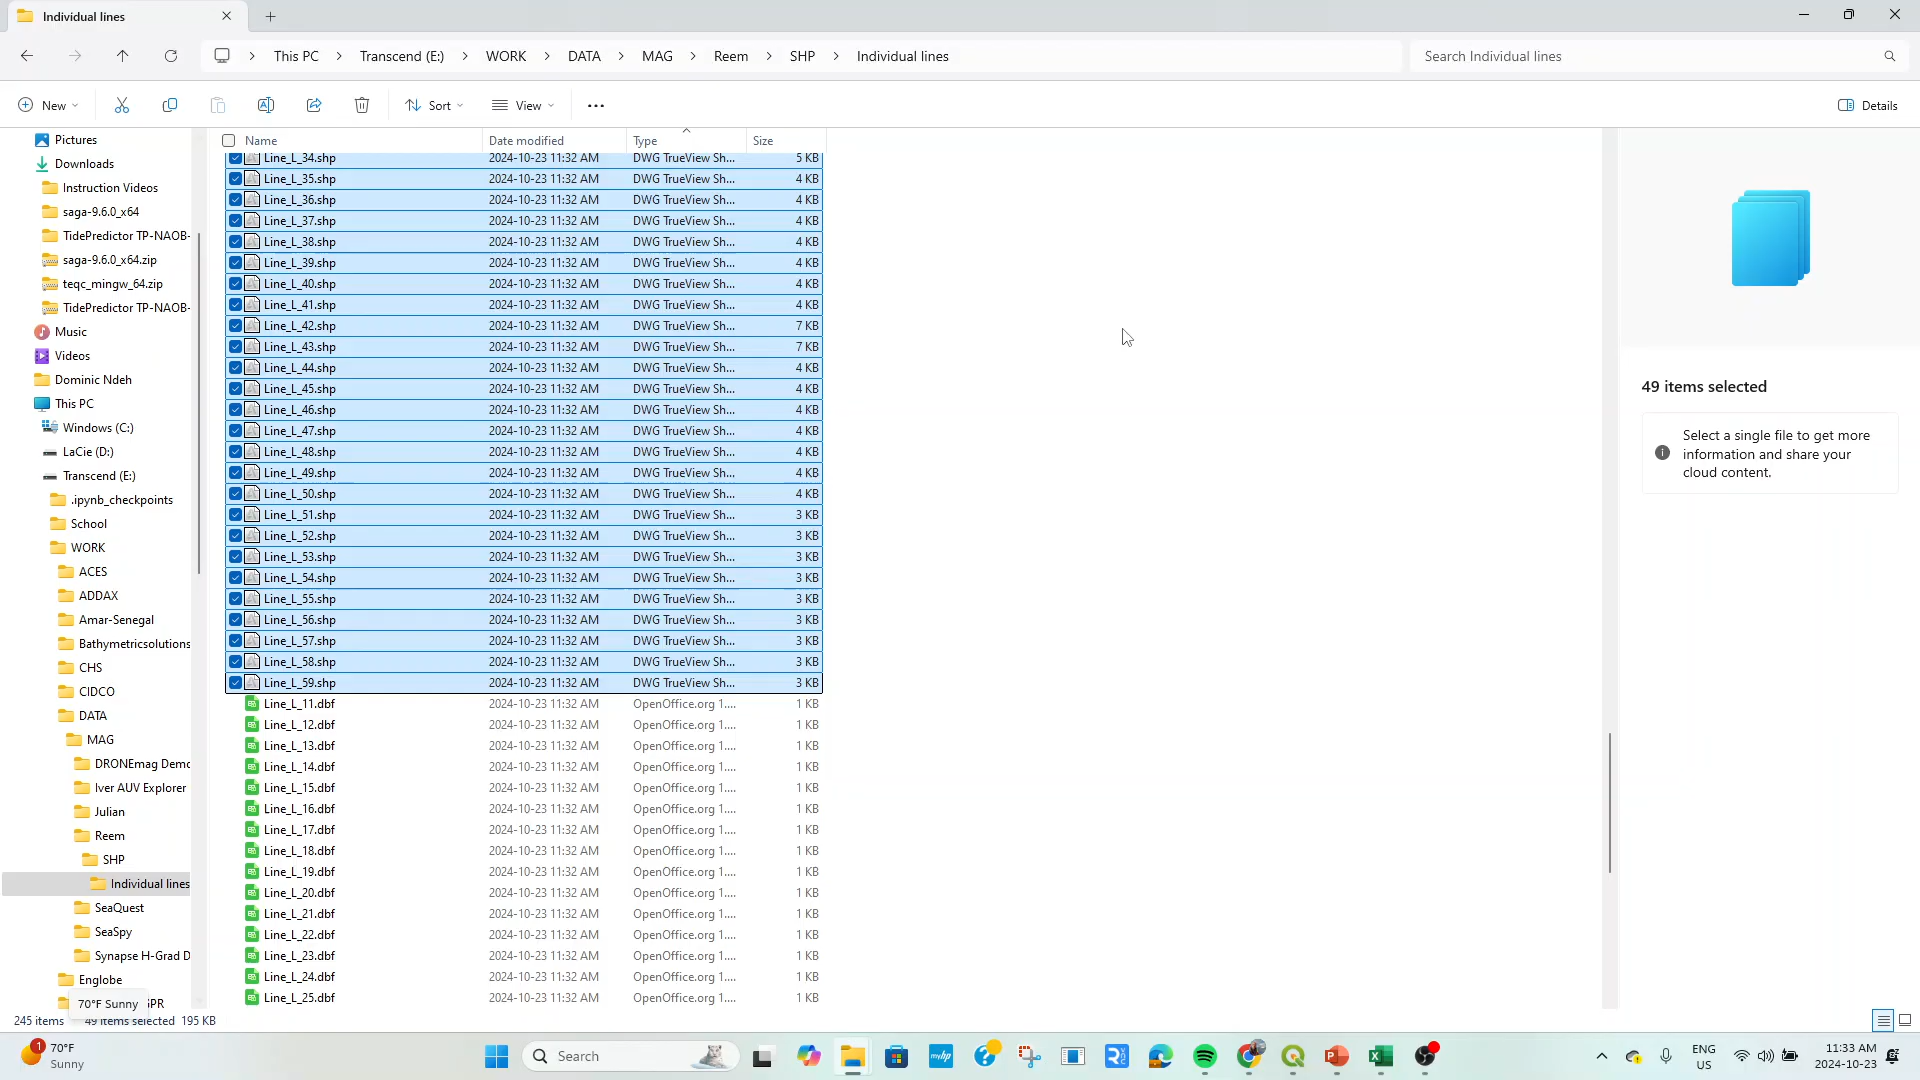 Individual lines
This PC > Transcend (E:) > WORK > DATA > MAG > Reem > SHP > Individual lines
Search Individual lines
New
Sort
View
Details
Pictures
Downloads
Instruction Videos
saga-9.6.0_x64
TidePredictor TP-NAOB-
saga-9.6.0_x64.zip
teqc_mingw_64.zip
TidePredictor TP-NAOB-
Music
Videos
Dominic Ndeh
This PC
Windows (C:)
LaCie (D:)
Transcend (E:)
.ipynb_checkpoints
School
WORK
ACES
ADDAX
Amar-Senegal
Bathymetricsolutions
CHS
CIDCO
DATA
MAG
DRONEmag Demo
Iver AUV Explorer
Julian
Reem
SHP
Individual lines
SeaQuest
SeaSpy
Synapse H-Grad D
Englobe
70°F Sunny
Name Date modified Type Size
Line_L_34.shp 2024-10-23 11:32 AM DWG TrueView Sh... 5 KB
Line_L_35.shp 2024-10-23 11:32 AM DWG TrueView Sh... 4 KB
Line_L_36.shp 2024-10-23 11:32 AM DWG TrueView Sh... 4 KB
Line_L_37.shp 2024-10-23 11:32 AM DWG TrueView Sh... 4 KB
Line_L_38.shp 2024-10-23 11:32 AM DWG TrueView Sh... 4 KB
Line_L_39.shp 2024-10-23 11:32 AM DWG TrueView Sh... 4 KB
Line_L_40.shp 2024-10-23 11:32 AM DWG TrueView Sh... 4 KB
Line_L_41.shp 2024-10-23 11:32 AM DWG TrueView Sh... 4 KB
Line_L_42.shp 2024-10-23 11:32 AM DWG TrueView Sh... 7 KB
Line_L_43.shp 2024-10-23 11:32 AM DWG TrueView Sh... 7 KB
Line_L_44.shp 2024-10-23 11:32 AM DWG TrueView Sh... 4 KB
Line_L_45.shp 2024-10-23 11:32 AM DWG TrueView Sh... 4 KB
Line_L_46.shp 2024-10-23 11:32 AM DWG TrueView Sh... 4 KB
Line_L_47.shp 2024-10-23 11:32 AM DWG TrueView Sh... 4 KB
Line_L_48.shp 2024-10-23 11:32 AM DWG TrueView Sh... 4 KB
Line_L_49.shp 2024-10-23 11:32 AM DWG TrueView Sh... 4 KB
Line_L_50.shp 2024-10-23 11:32 AM DWG TrueView Sh... 4 KB
Line_L_51.shp 2024-10-23 11:32 AM DWG TrueView Sh... 3 KB
Line_L_52.shp 2024-10-23 11:32 AM DWG TrueView Sh... 3 KB
Line_L_53.shp 2024-10-23 11:32 AM DWG TrueView Sh... 3 KB
Line_L_54.shp 2024-10-23 11:32 AM DWG TrueView Sh... 3 KB
Line_L_55.shp 2024-10-23 11:32 AM DWG TrueView Sh... 3 KB
Line_L_56.shp 2024-10-23 11:32 AM DWG TrueView Sh... 3 KB
Line_L_57.shp 2024-10-23 11:32 AM DWG TrueView Sh... 3 KB
Line_L_58.shp 2024-10-23 11:32 AM DWG TrueView Sh... 3 KB
Line_L_59.shp 2024-10-23 11:32 AM DWG TrueView Sh... 3 KB
Line_L_11.dbf 2024-10-23 11:32 AM OpenOffice.org 1.... 1 KB
Line_L_12.dbf 2024-10-23 11:32 AM OpenOffice.org 1.... 1 KB
Line_L_13.dbf 2024-10-23 11:32 AM OpenOffice.org 1.... 1 KB
Line_L_14.dbf 2024-10-23 11:32 AM OpenOffice.org 1.... 1 KB
Line_L_15.dbf 2024-10-23 11:32 AM OpenOffice.org 1.... 1 KB
Line_L_16.dbf 2024-10-23 11:32 AM OpenOffice.org 1.... 1 KB
Line_L_17.dbf 2024-10-23 11:32 AM OpenOffice.org 1.... 1 KB
Line_L_18.dbf 2024-10-23 11:32 AM OpenOffice.org 1.... 1 KB
Line_L_19.dbf 2024-10-23 11:32 AM OpenOffice.org 1.... 1 KB
Line_L_20.dbf 2024-10-23 11:32 AM OpenOffice.org 1.... 1 KB
Line_L_21.dbf 2024-10-23 11:32 AM OpenOffice.org 1.... 1 KB
Line_L_22.dbf 2024-10-23 11:32 AM OpenOffice.org 1.... 1 KB
Line_L_23.dbf 2024-10-23 11:32 AM OpenOffice.org 1.... 1 KB
Line_L_24.dbf 2024-10-23 11:32 AM OpenOffice.org 1.... 1 KB
Line_L_25.dbf 2024-10-23 11:32 AM OpenOffice.org 1.... 1 KB
49 items selected
Select a single file to get more
information and share your
cloud content.
245 items 49 items selected 195 KB
1
70°F
Sunny
Search
ENG
US
11:33 AM
2024-10-23